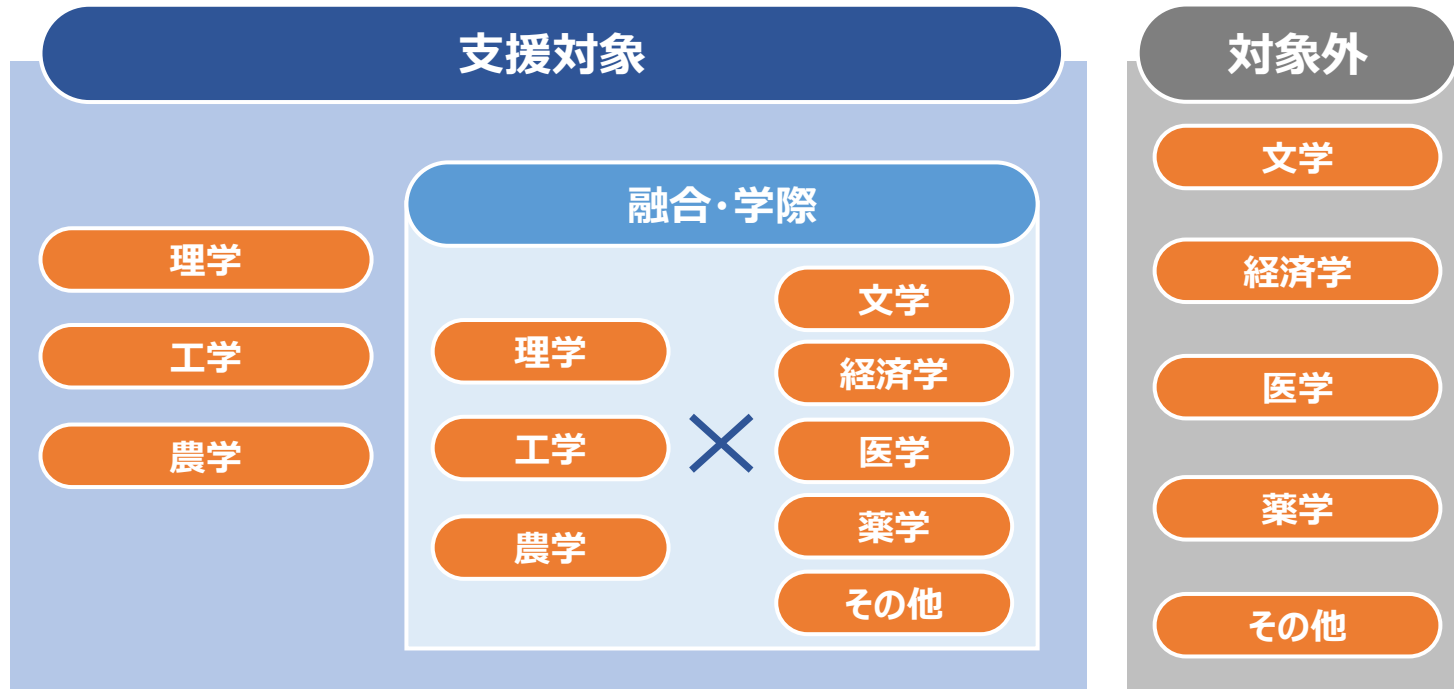 支援対象
理学
工学
農学
融合・学際
理学
工学
農学
×
文学
経済学
医学
薬学
その他
対象外
文学
経済学
医学
薬学
その他